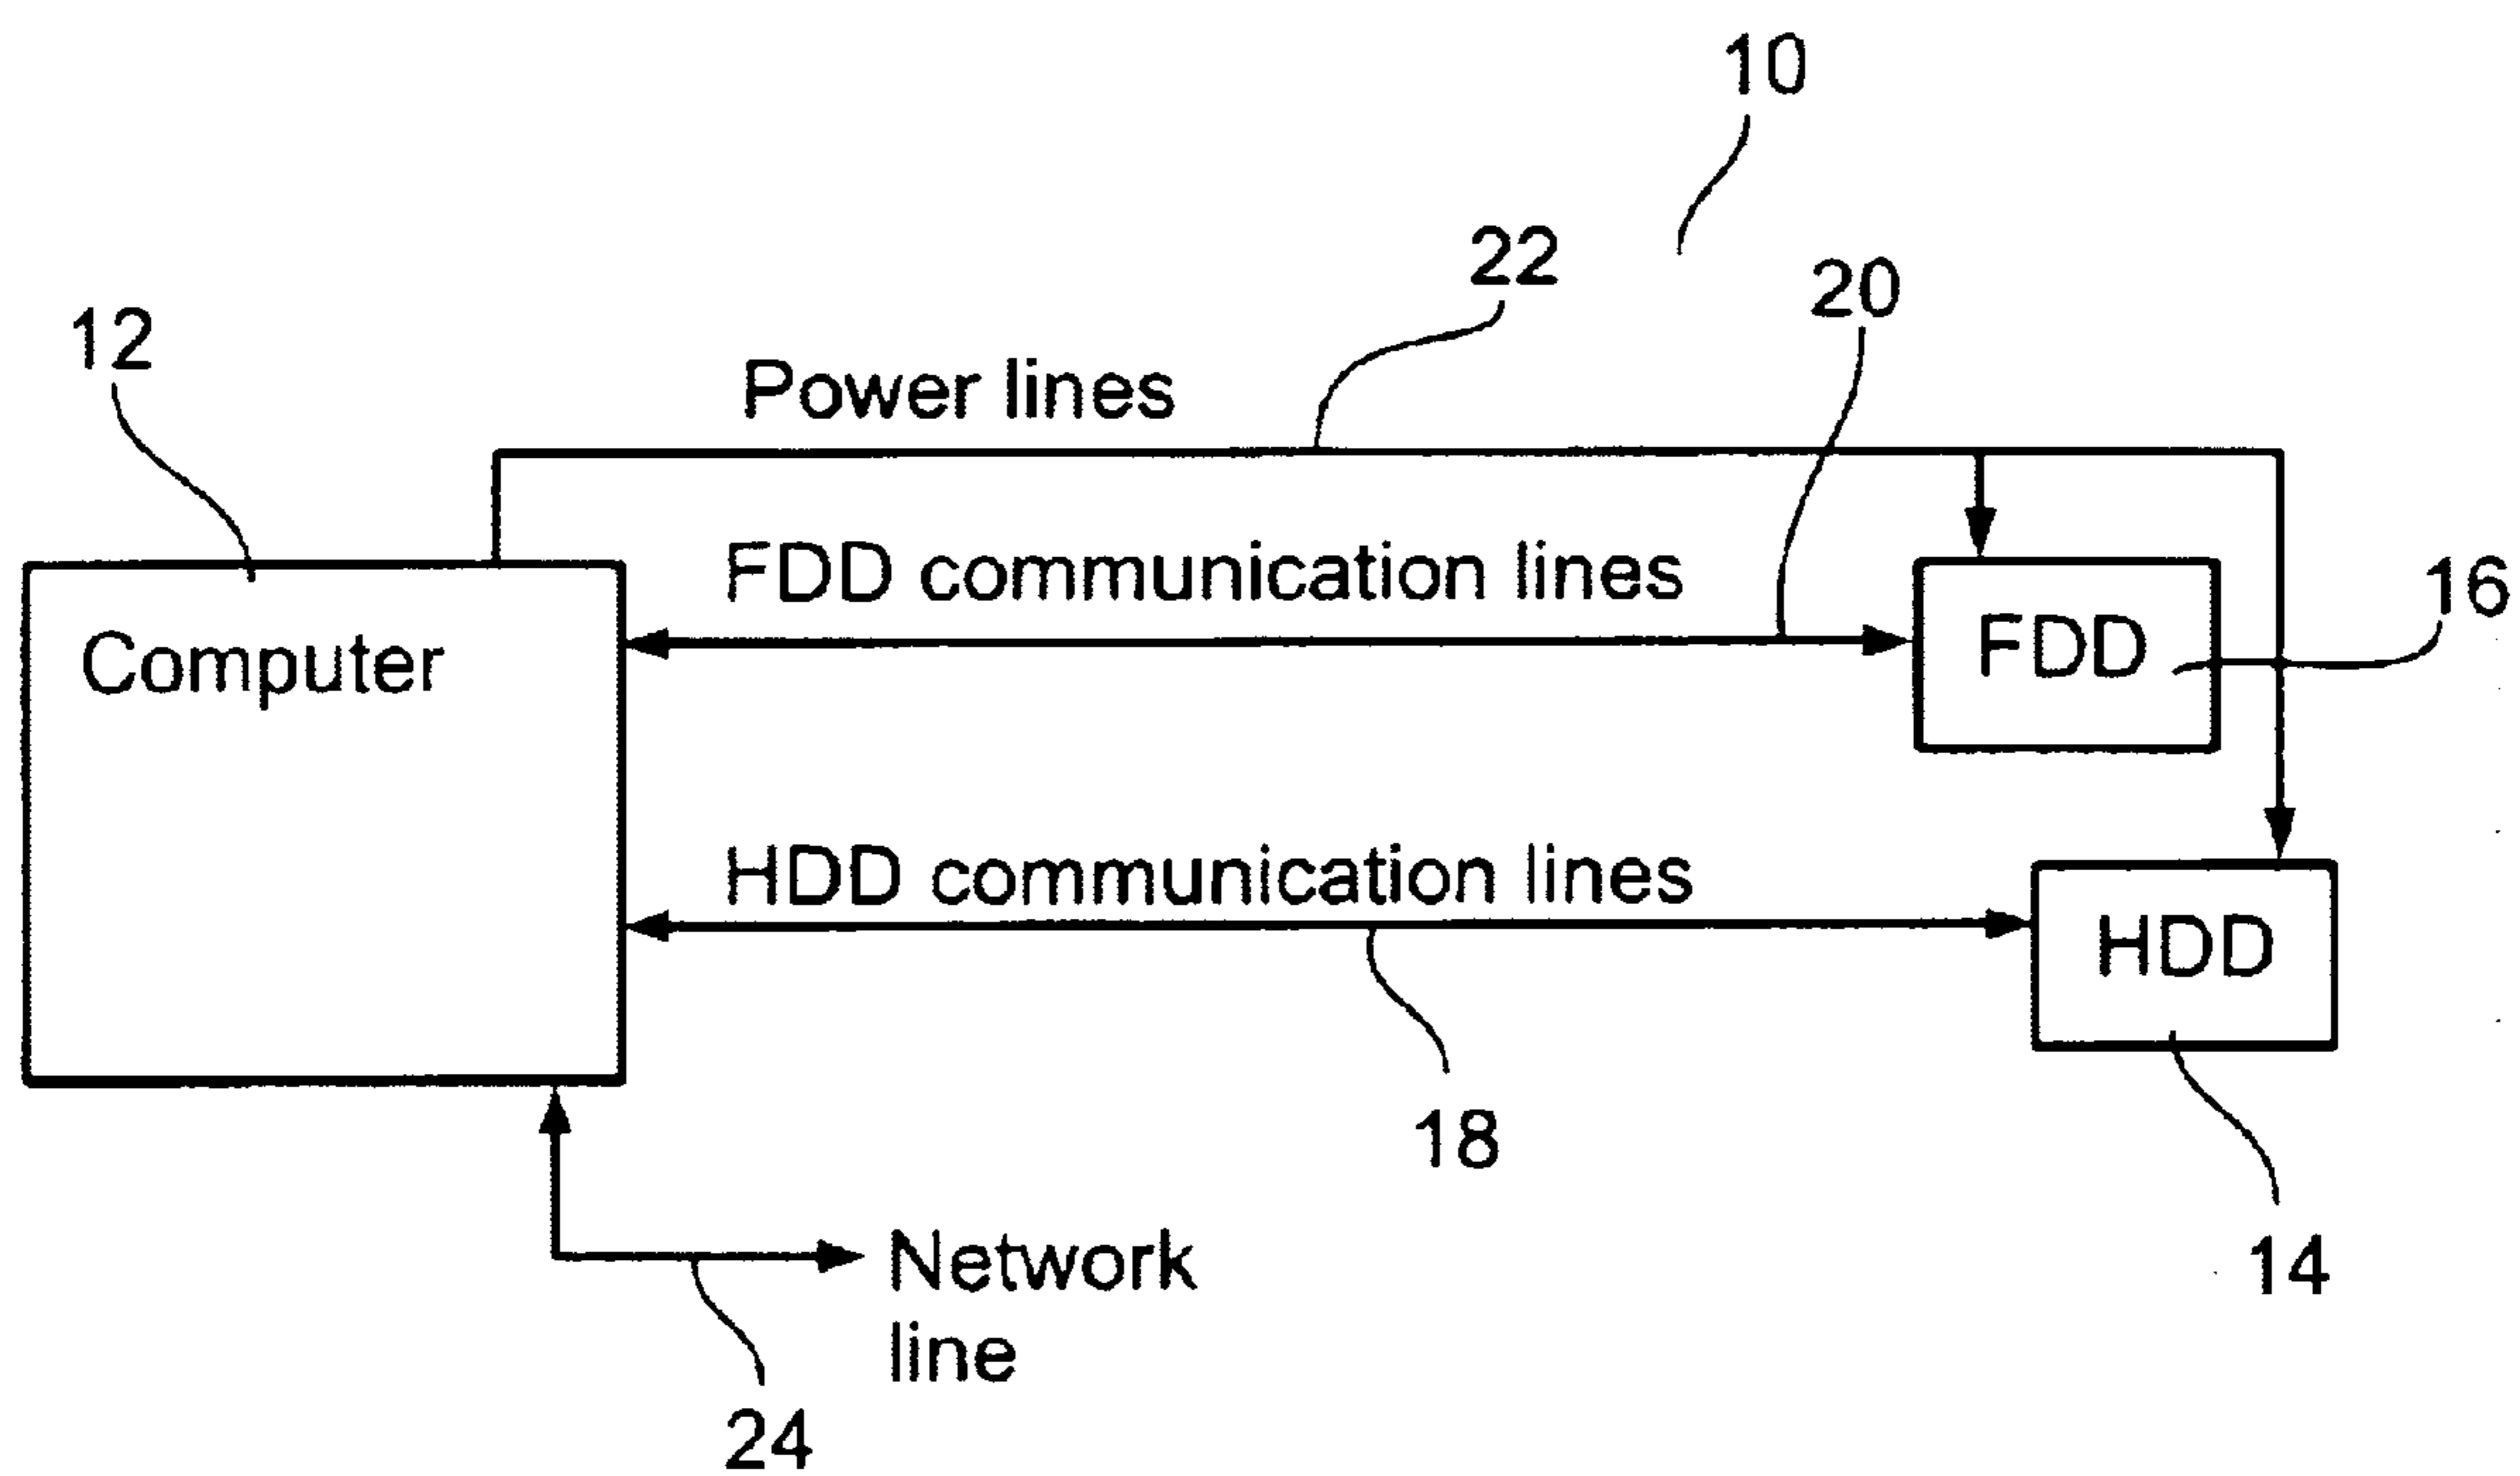 10
22
20
12
Power lines
FDD communication lines
16
Computer
FDD
HDD communication lines
HDD
18
Network
line
14
24